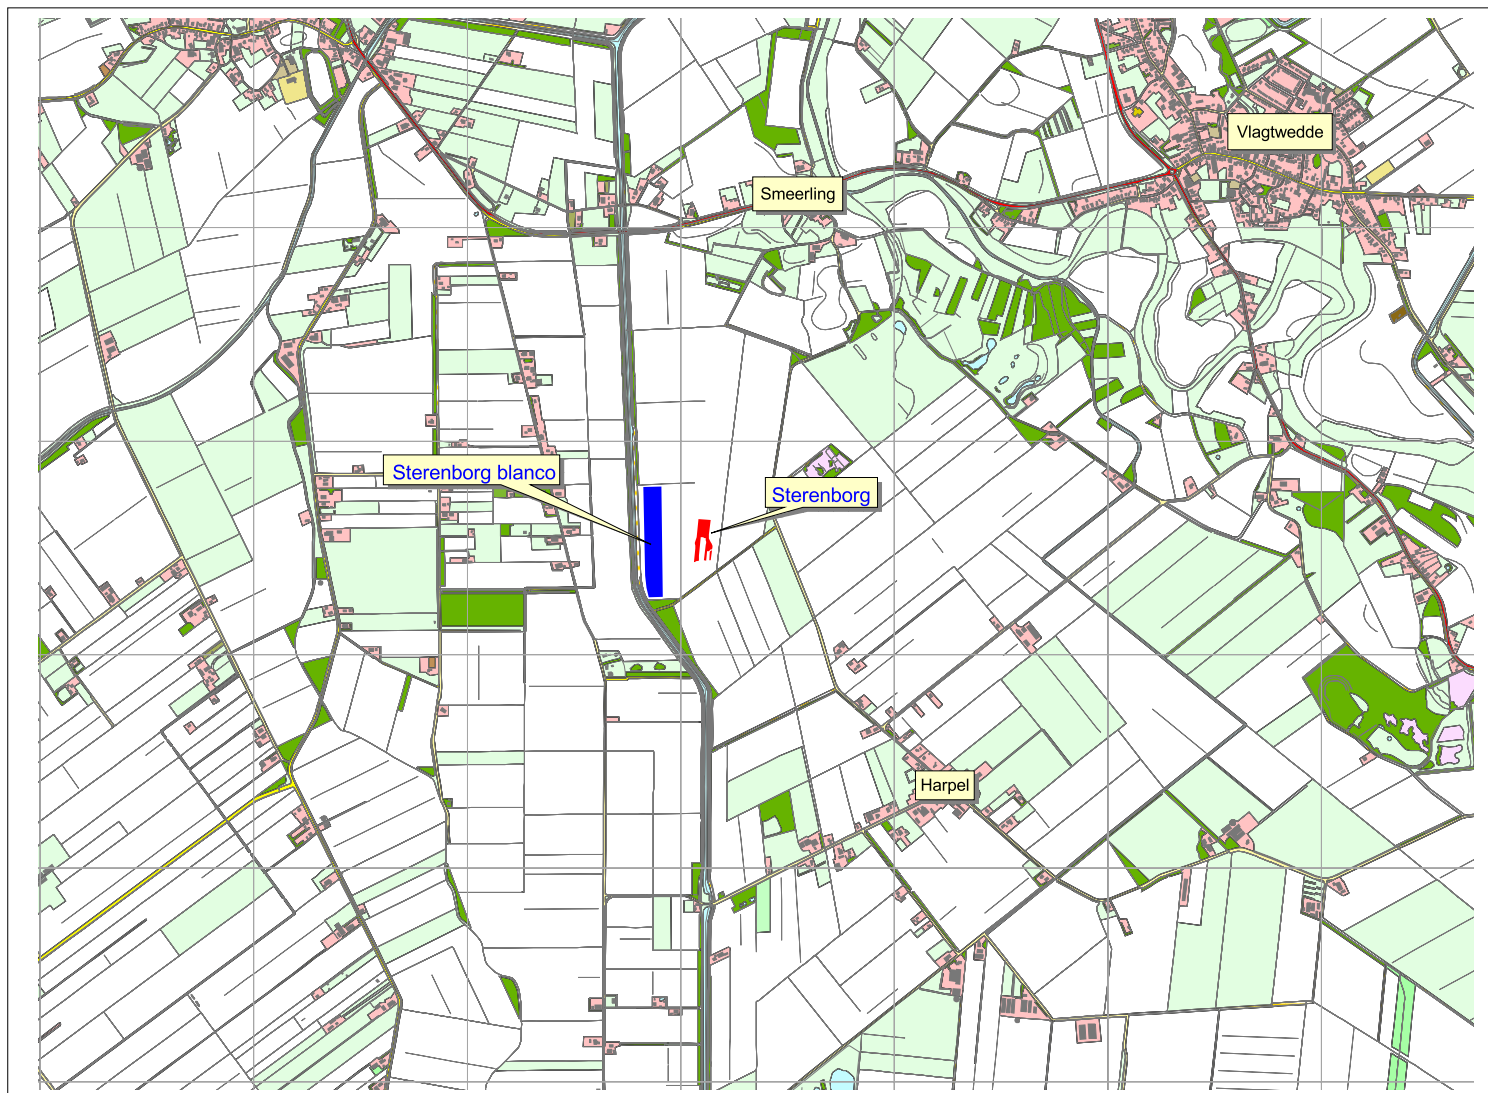 Vlagtwedde
Smeerling
Sterenborg blanco
Sterenborg
Harpel